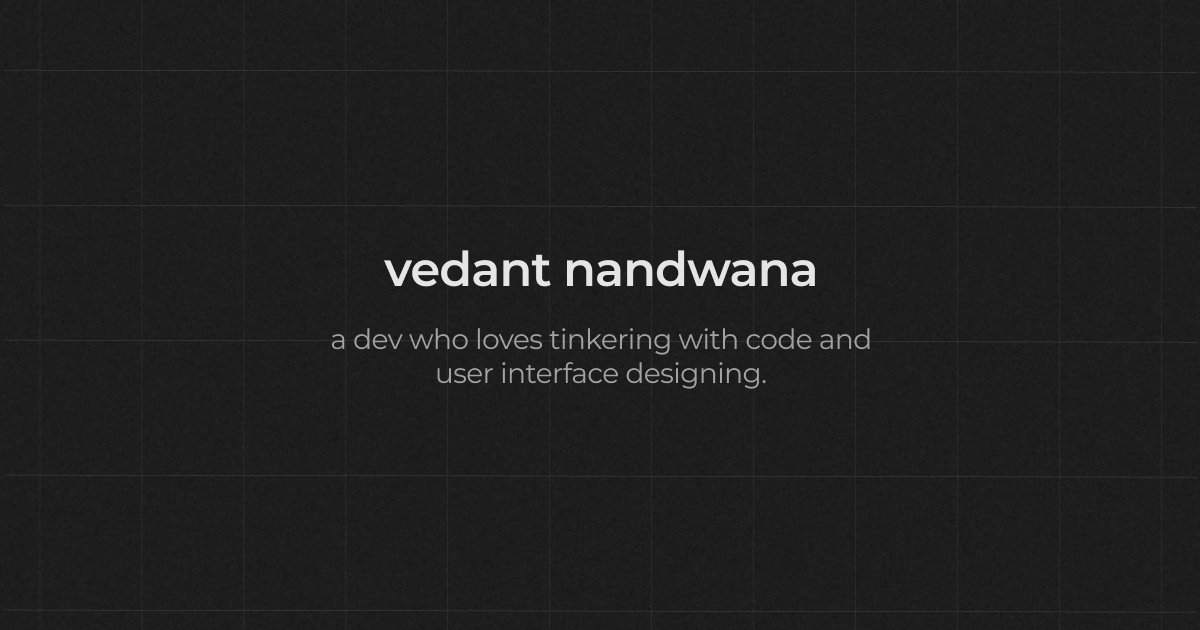 vedant nandwana
a dev who loves tinkering with code and
user interface designing.